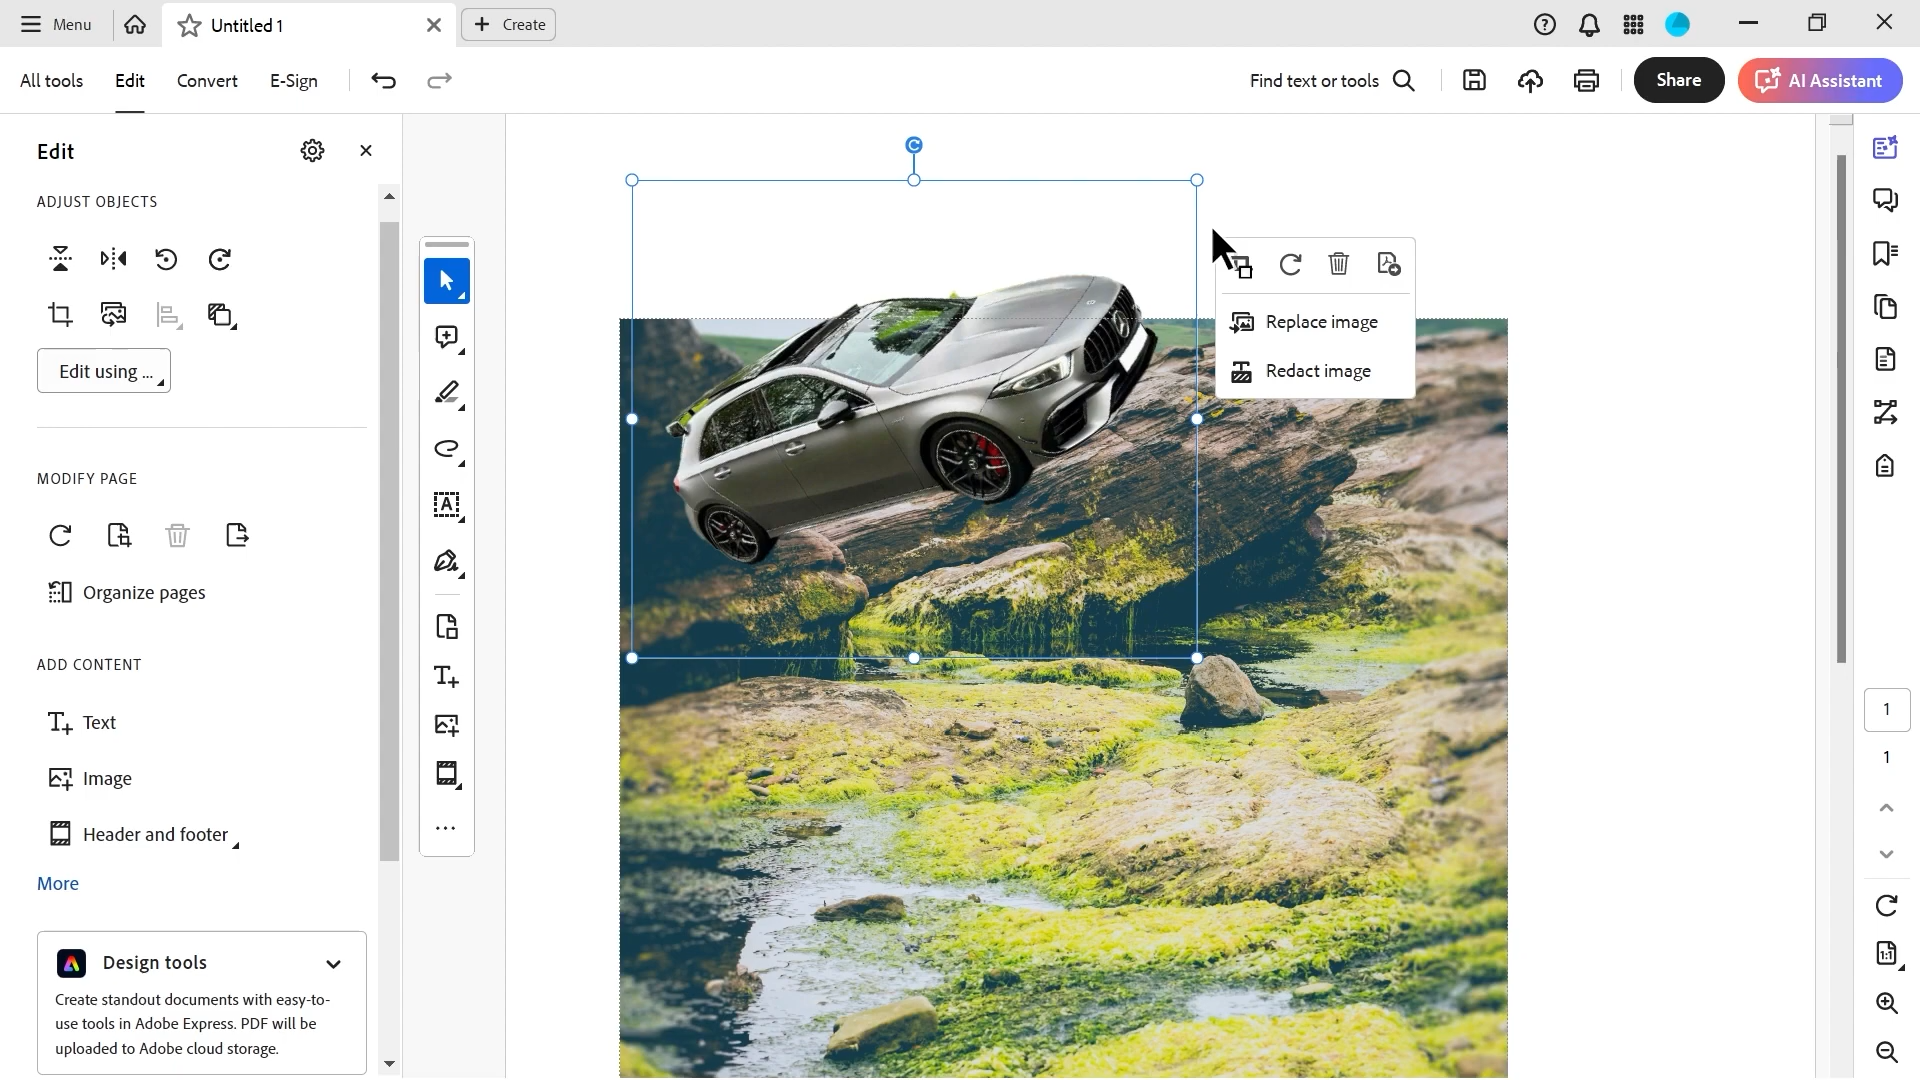 Menu
Untitled 1
Create
All tools
Edit
Convert
E-Sign
Find text or tools
Share
AI Assistant
Edit
ADJUST OBJECTS
Edit using ...
MODIFY PAGE
Organize pages
ADD CONTENT
Text
Image
Header and footer
More
Design tools
Create standout documents with easy-to-
use tools in Adobe Express. PDF will be
uploaded to Adobe cloud storage.
Replace image
Redact image
1
1